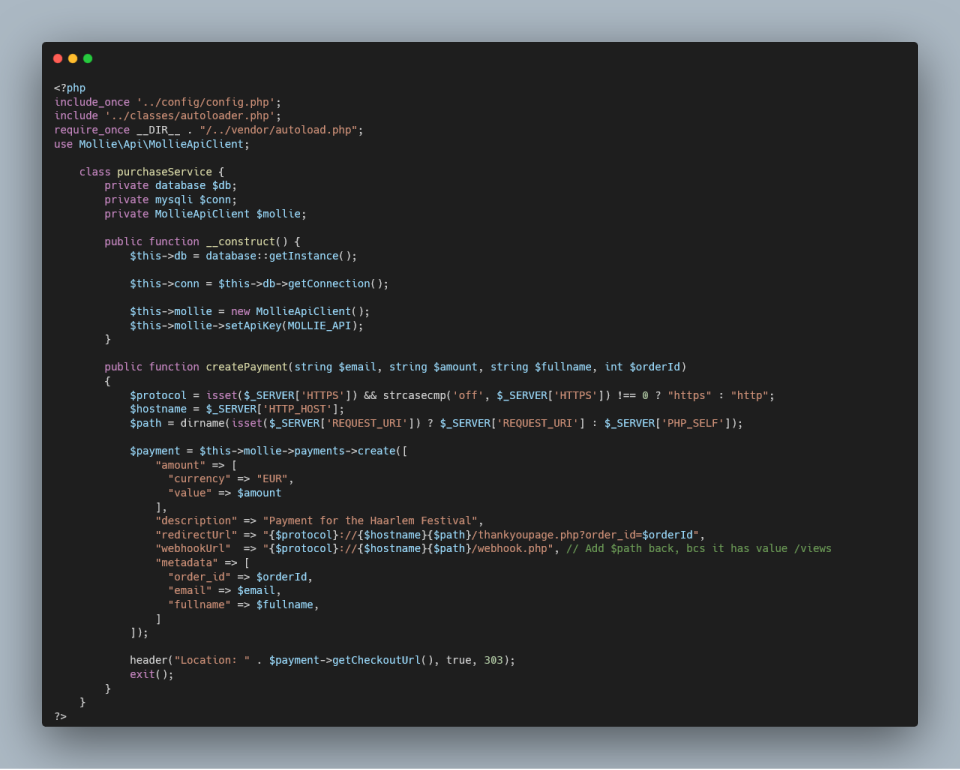 <?php
include_once '../config/config.php';
include '../classes/autoloader.php';
require_once __DIR__ . "/../vendor/autoload.php";
use Mollie\Api\MollieApiClient;

    class purchaseService {
        private database $db;
        private mysqli $conn;
        private MollieApiClient $mollie;

        public function __construct() {
            $this->db = database::getInstance();

            $this->conn = $this->db->getConnection();

            $this->mollie = new MollieApiClient();
            $this->mollie->setApiKey(MOLLIE_API);
        }

        public function createPayment(string $email, string $amount, string $fullname, int $orderId)
        {
            $protocol = isset($_SERVER['HTTPS']) && strcasecmp('off', $_SERVER['HTTPS']) !== 0 ? "https" : "http";
            $hostname = $_SERVER['HTTP_HOST'];
            $path = dirname(isset($_SERVER['REQUEST_URI']) ? $_SERVER['REQUEST_URI'] : $_SERVER['PHP_SELF']);

            $payment = $this->mollie->payments->create([
                "amount" => [
                  "currency" => "EUR",
                  "value" => $amount
                ],
                "description" => "Payment for the Haarlem Festival",
                "redirectUrl" => "{$protocol}://{$hostname}{$path}/thankyoupage.php?order_id=$orderId",
                "webhookUrl"  => "{$protocol}://{$hostname}{$path}/webhook.php", // Add $path back, bcs it has value /views
                "metadata" => [
                  "order_id" => $orderId,
                  "email" => $email,
                  "fullname" => $fullname,
                ]
            ]);

            header("Location: " . $payment->getCheckoutUrl(), true, 303);
            exit();
        }
    }
?>